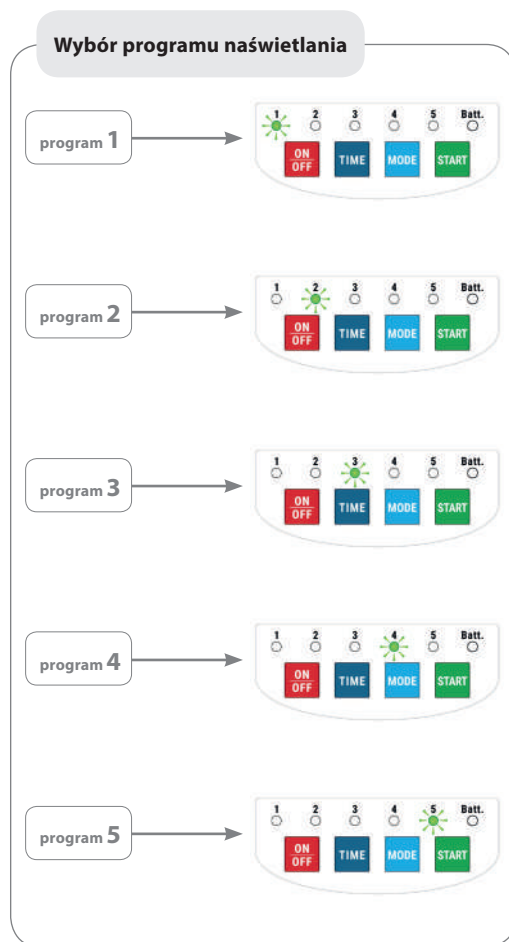 Wybór programu naświetlania
program 1
1 2 3 4 5 Batt.
ON OFF TIME MODE START
program 2
1 2 3 4 5 Batt.
ON OFF TIME MODE START
program 3
1 2 3 4 5 Batt.
ON OFF TIME MODE START
program 4
1 2 3 4 5 Batt.
ON OFF TIME MODE START
program 5
1 2 3 4 5 Batt.
ON OFF TIME MODE START